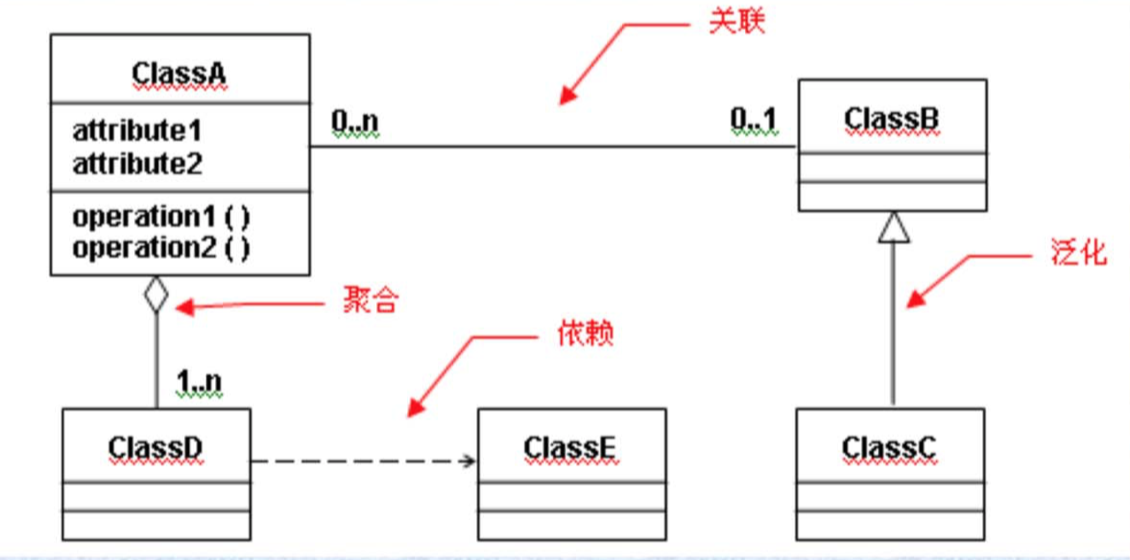 关联
ClassA
attribute1
attribute2
operation1 ( )
operation2 ( )
0..n
0..1
ClassB
泛化
聚合
依赖
1..n
ClassD
ClassE
ClassC